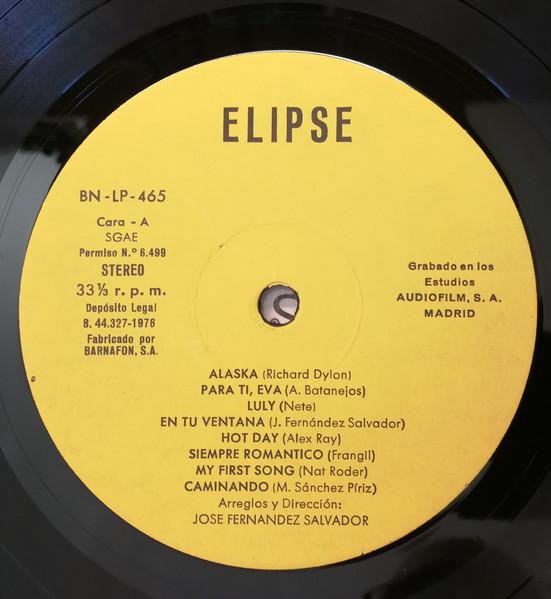 ELIPSE
BN-LP-465
Cara - A
SGAE
Permiso N.º 6.499
STEREO
33⅓ r. p. m.
Depósito Legal
B. 44.327-1976
Fabricado por
BARNAFON, S.A.
Grabado en los
Estudios
AUDIOFILM, S. A.
MADRID
ALASKA (Richard Dylon)
PARA TI, EVA (A. Batanejos)
LULY (Nete)
EN TU VENTANA (J. Fernández Salvador)
HOT DAY (Alex Ray)
SIEMPRE ROMANTICO (Frangil)
MY FIRST SONG (Nat Roder)
CAMINANDO (M. Sánchez Píriz)
Arreglos y Dirección:
JOSE FERNANDEZ SALVADOR